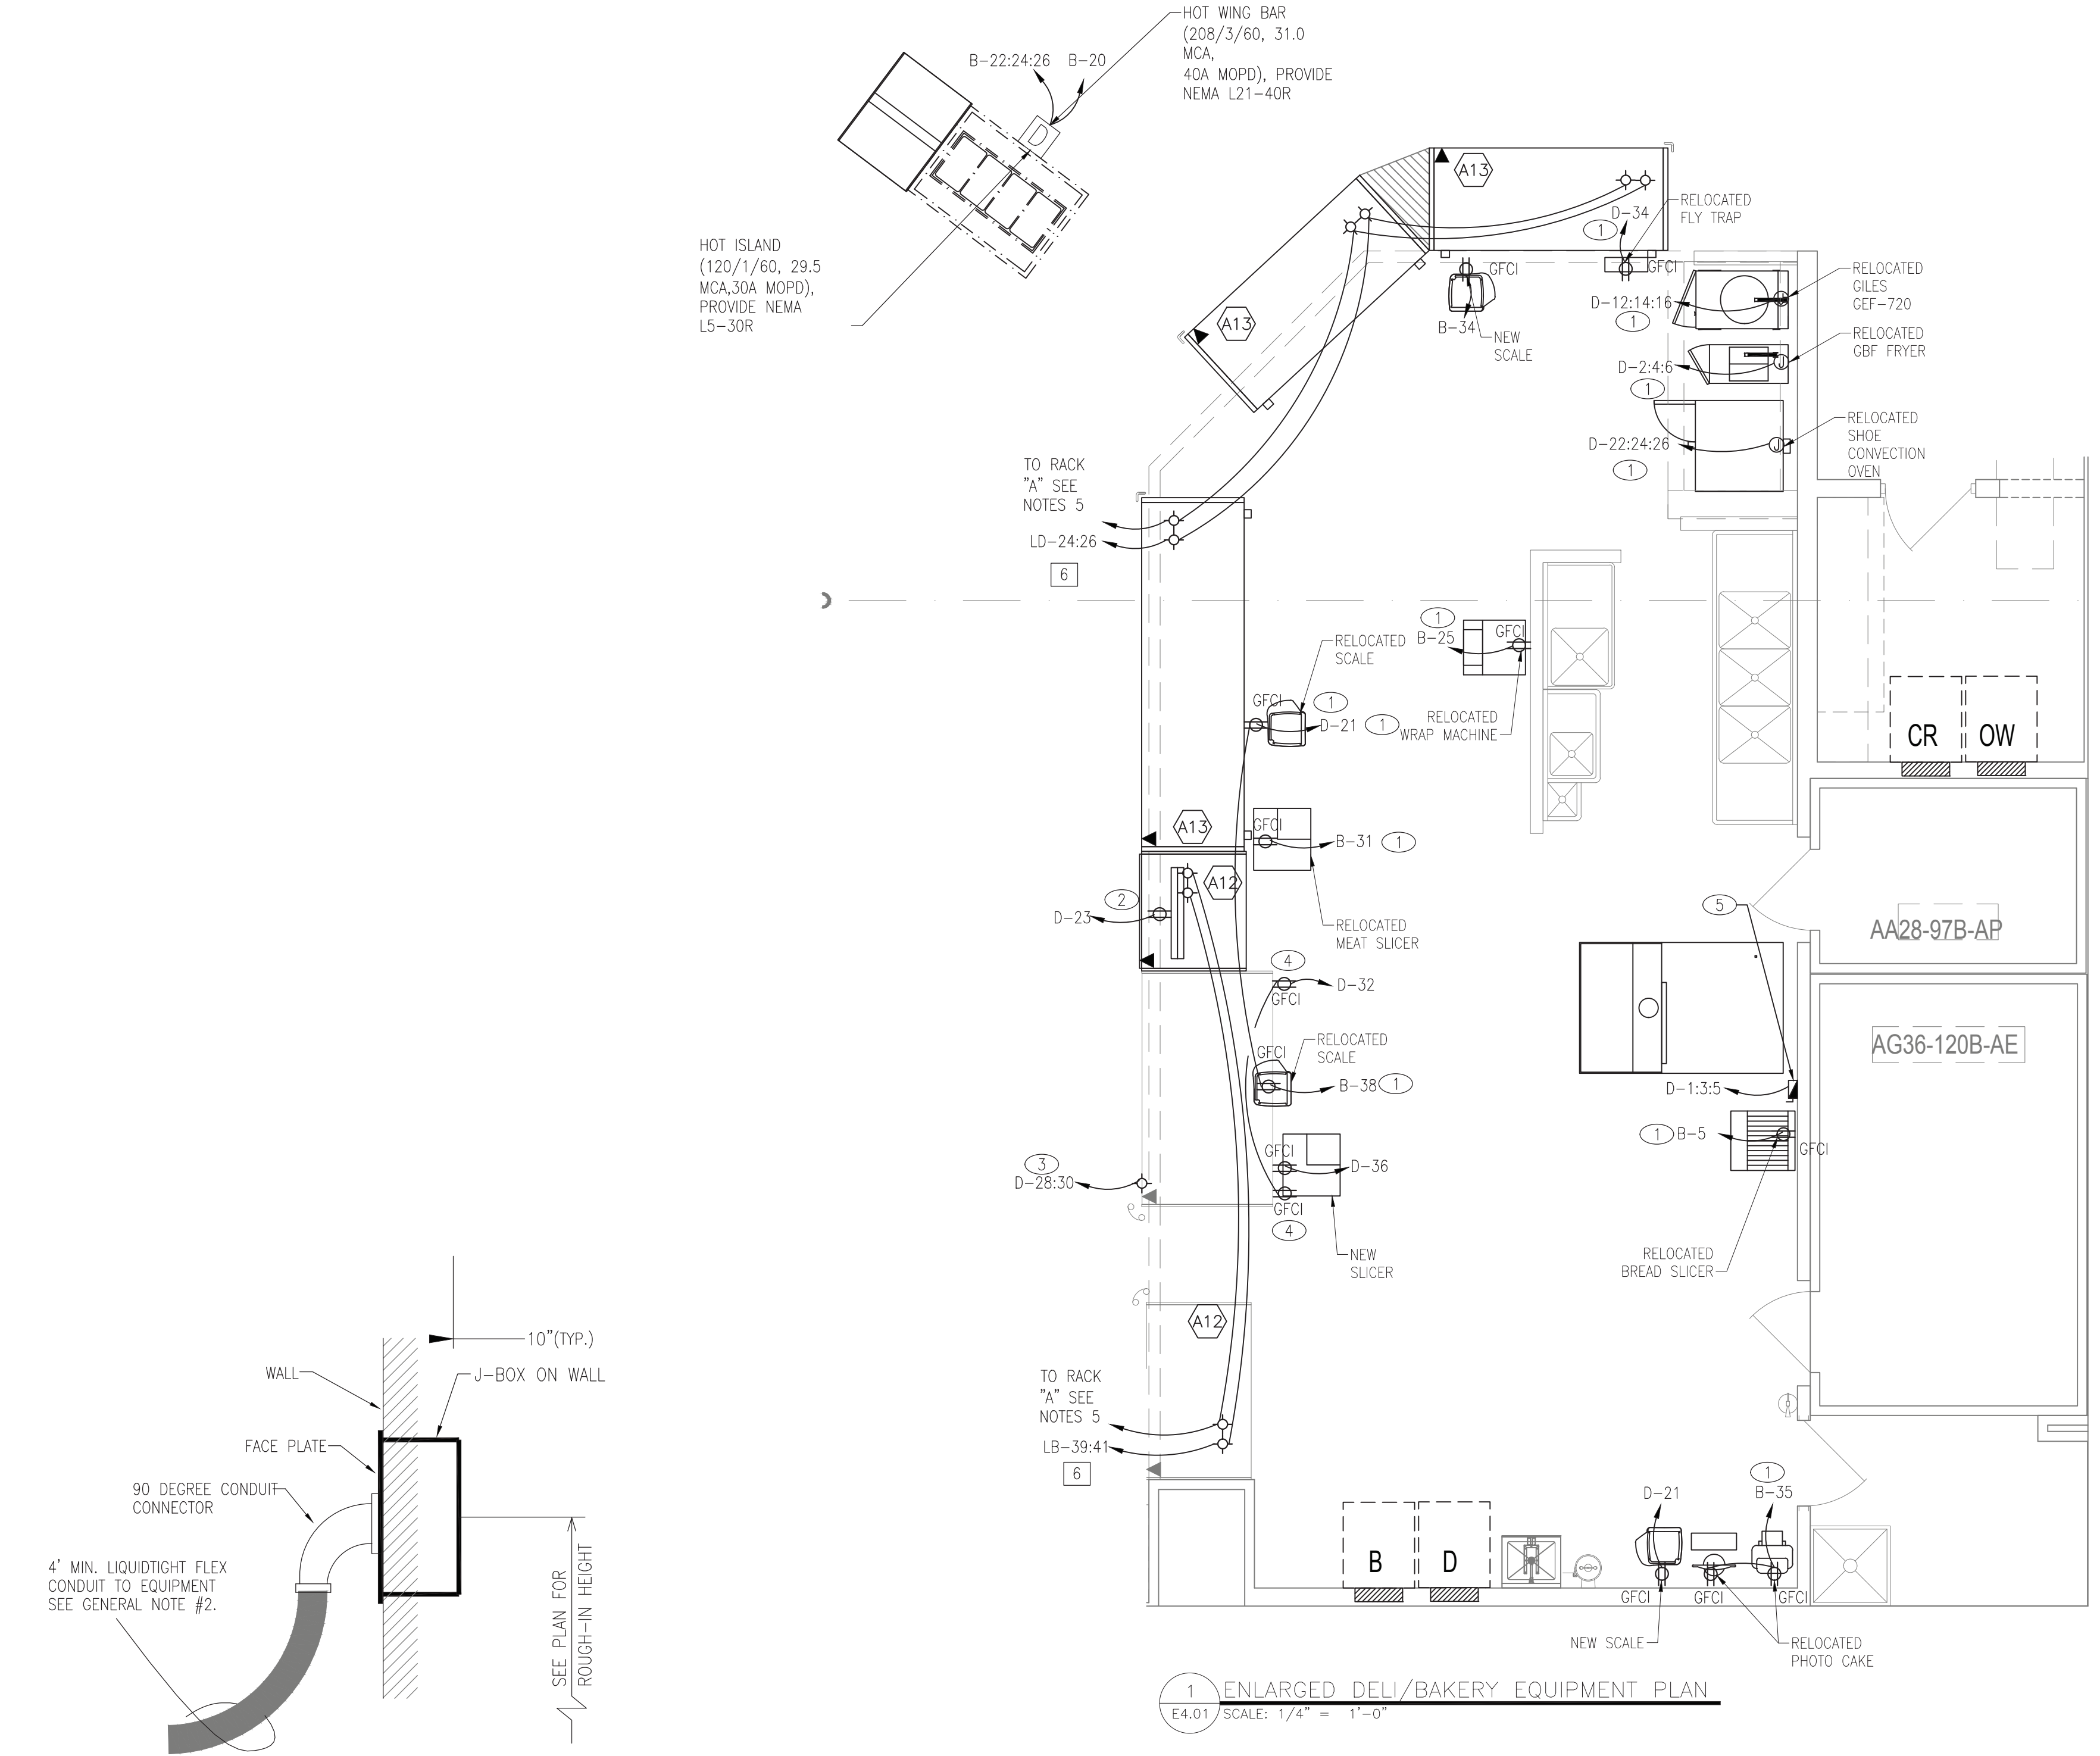 HOT WING BAR
(208/3/60, 31.0
MCA,
40A MOPD), PROVIDE
NEMA L21-40R
B-22:24:26
B-20
D
HOT ISLAND
(120/1/60, 29.5
MCA,30A MOPD),
PROVIDE NEMA
L5-30R
A13
RELOCATED
FLY TRAP
D-34
1
GFCI
GFCI
B-34
NEW
SCALE
A13
RELOCATED
GILES
GEF-720
D-12:14:16
1
J
RELOCATED
GBF FRYER
D-2:4:6
1
J
RELOCATED
SHOE
CONVECTION
OVEN
D-22:24:26
1
J
TO RACK
"A" SEE
NOTES 5
LD-24:26
6
1
B-25
GFCI
RELOCATED
WRAP MACHINE
RELOCATED
SCALE
GFCI
1
D-21
1
CR
OW
A13
GFCI
B-31
1
A12
2
D-23
RELOCATED
MEAT SLICER
5
AA28-97B-AP
4
D-32
GFCI
AG36-120B-AE
RELOCATED
SCALE
GFCI
B-38
1
D-1:3:5
1
B-5
GFCI
3
D-28:30
GFCI
D-36
GFCI
4
NEW
SLICER
RELOCATED
BREAD SLICER
A12
TO RACK
"A" SEE
NOTES 5
LB-39:41
6
B
D
D-21
1
B-35
GFCI
GFCI
GFCI
NEW SCALE
RELOCATED
PHOTO CAKE
10"(TYP.)
WALL
J-BOX ON WALL
FACE PLATE
90 DEGREE CONDUIT
CONNECTOR
4' MIN. LIQUIDTIGHT FLEX
CONDUIT TO EQUIPMENT
SEE GENERAL NOTE #2.
SEE PLAN FOR
ROUGH-IN HEIGHT
1
E4.01
ENLARGED DELI/BAKERY EQUIPMENT PLAN
SCALE: 1/4" = 1'-0"